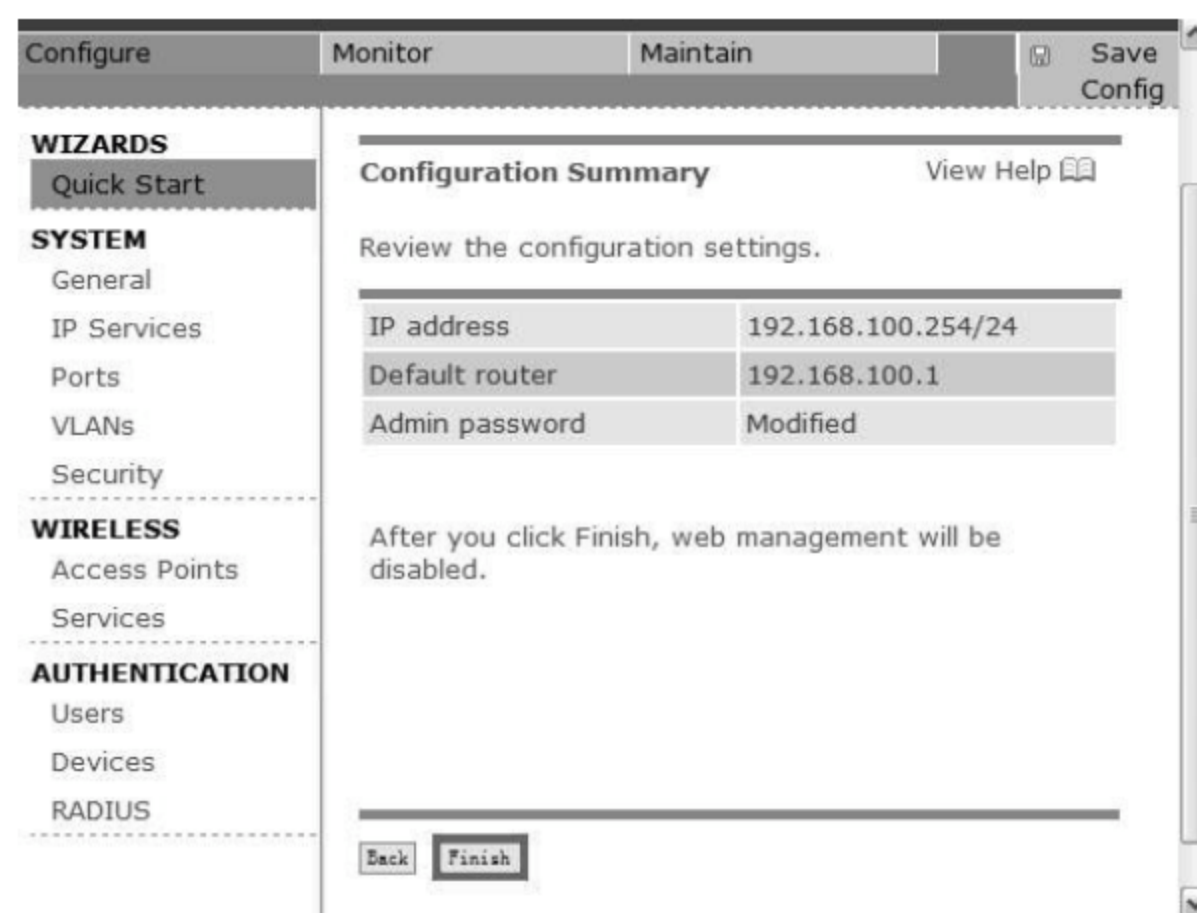 Configure Monitor Maintain Save
Config
WIZARDS
Quick Start
SYSTEM
General
IP Services
Ports
VLANs
Security
WIRELESS
Access Points
Services
AUTHENTICATION
Users
Devices
RADIUS
Configuration Summary View Help
Review the configuration settings.
IP address 192.168.100.254/24
Default router 192.168.100.1
Admin password Modified
After you click Finish, web management will be
disabled.
Back Finish